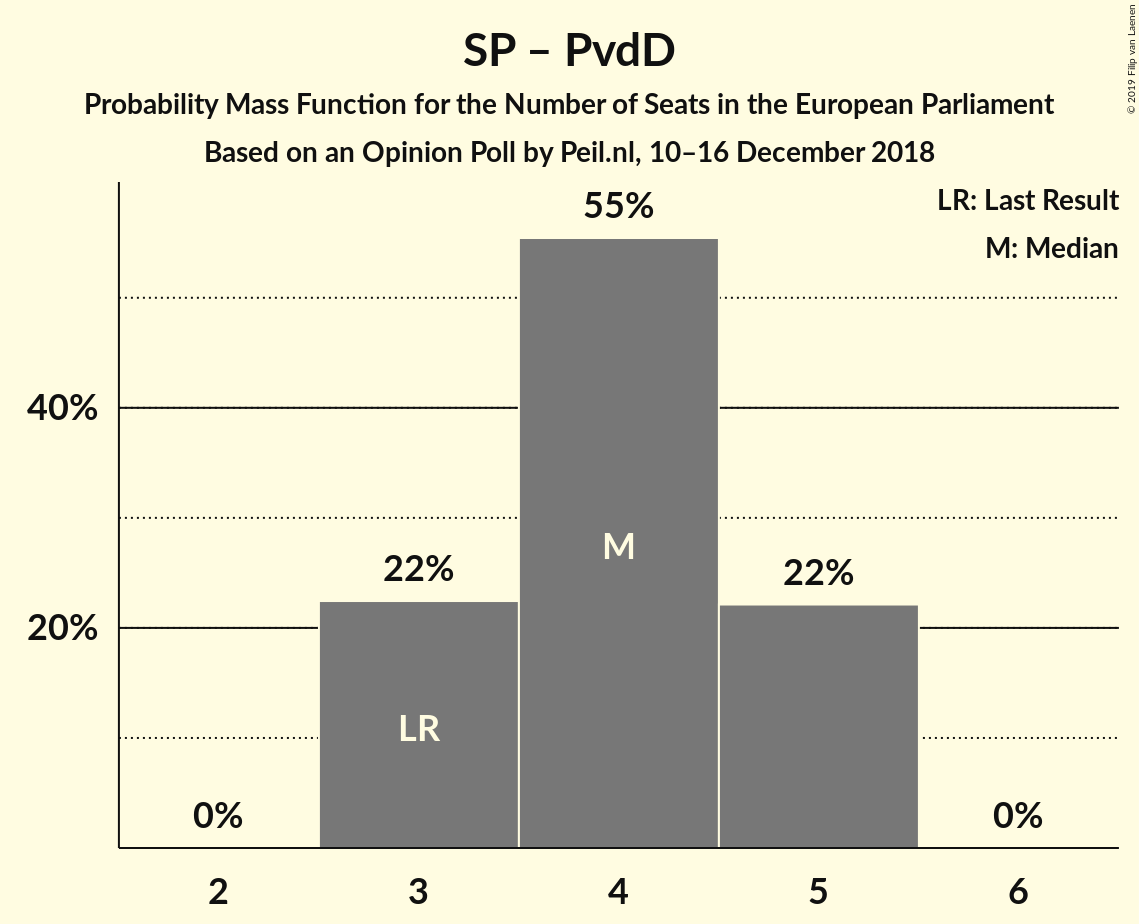 SP – PvdD
Probability Mass Function for the Number of Seats in the European Parliament
Based on an Opinion Poll by Peil.nl, 10–16 December 2018
© 2019 Filip van Laenen
LR: Last Result
M: Median
55%
40%
M
22%
22%
20%
LR
0%
0%
2
3
4
5
6